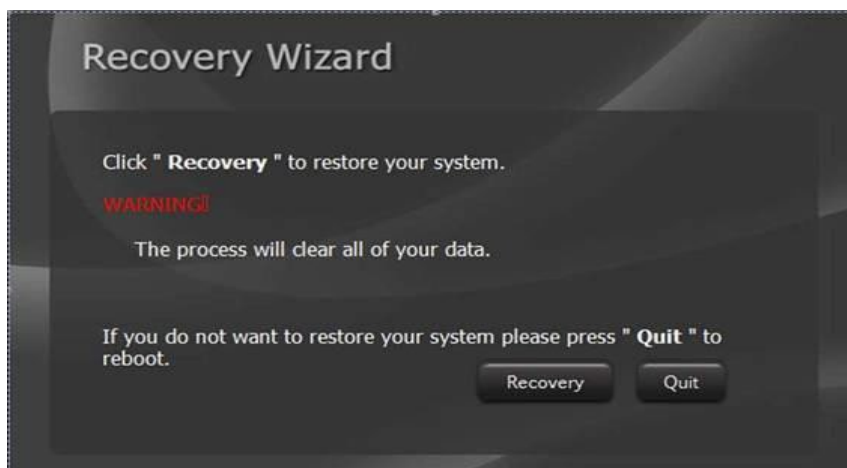 Recovery Wizard
Click " Recovery " to restore your system.
WARNING
The process will clear all of your data.
If you do not want to restore your system please press " Quit " to
reboot.
Recovery
Quit